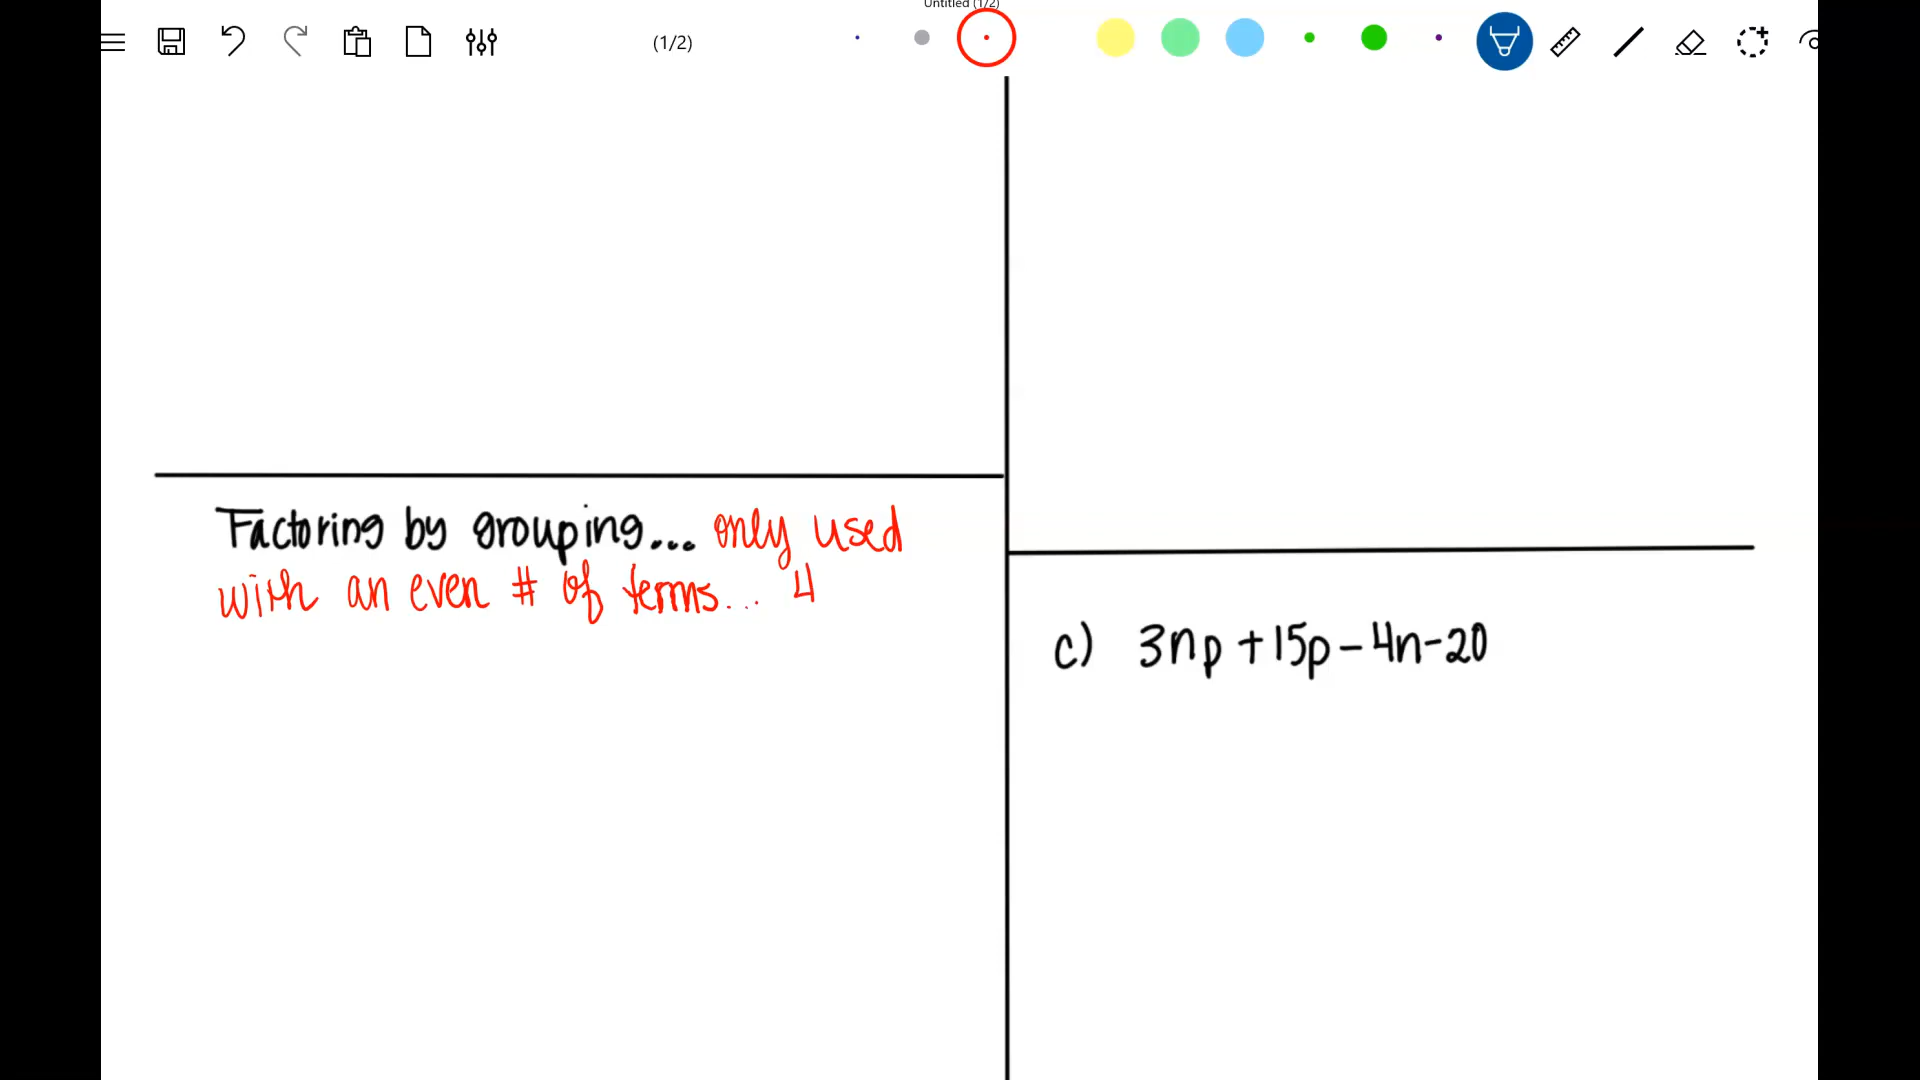 Untitled (1/2)
(1/2)
Factoring by grouping... only used
with an even # of terms... 4
c) 3np + 15p - 4n - 20